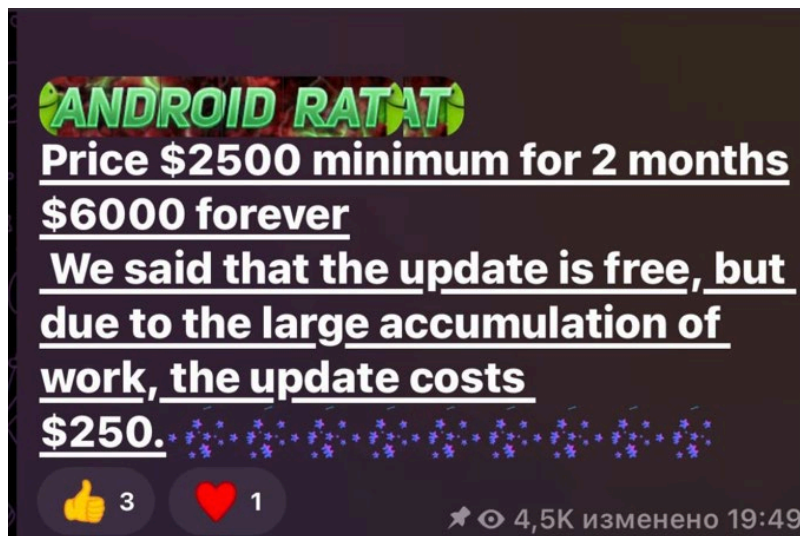 ANDROID RATAT
Price $2500 minimum for 2 months
$6000 forever
We said that the update is free, but
due to the large accumulation of
work, the update costs
$250.
3 1 4,5K изменено 19:49